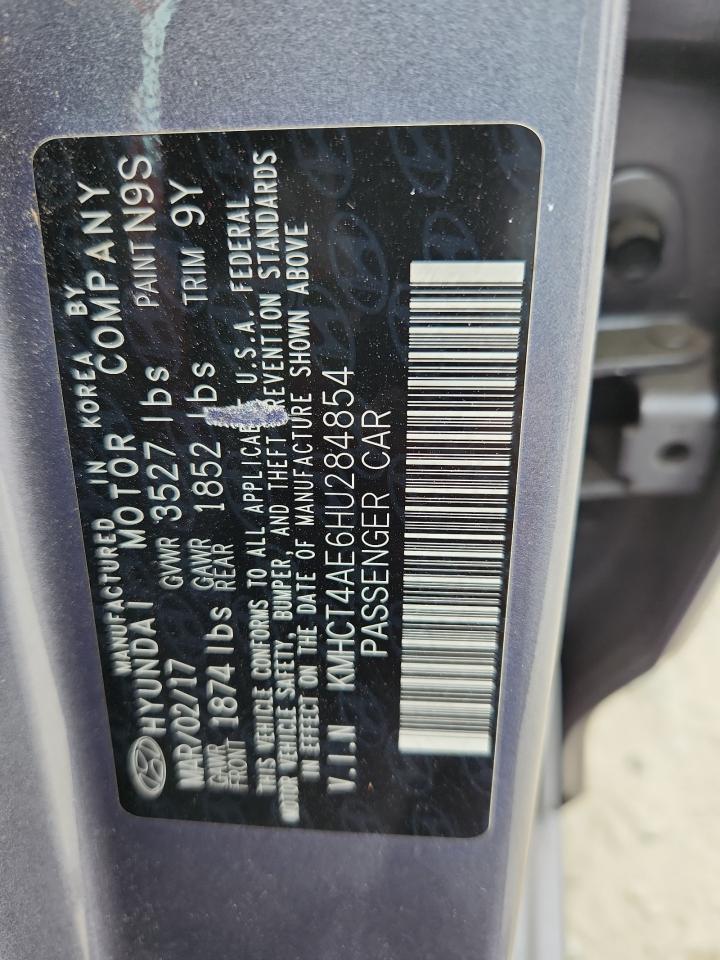 MANUFACTURED IN KOREA BY
HYUNDAI MOTOR COMPANY
MAR/02/17 GVWR 3527 lbs PAINT N9S
GAWR FRONT 1874 lbs GAWR REAR 1852 lbs TRIM 9Y
THIS VEHICLE CONFORMS TO ALL APPLICAB U.S.A. FEDERAL
MOTOR VEHICLE SAFETY, BUMPER, AND THEFT REVENTION STANDARDS
IN EFFECT ON THE DATE OF MANUFACTURE SHOWN ABOVE
V.I.N KMHCT4AE6HU284854
PASSENGER CAR